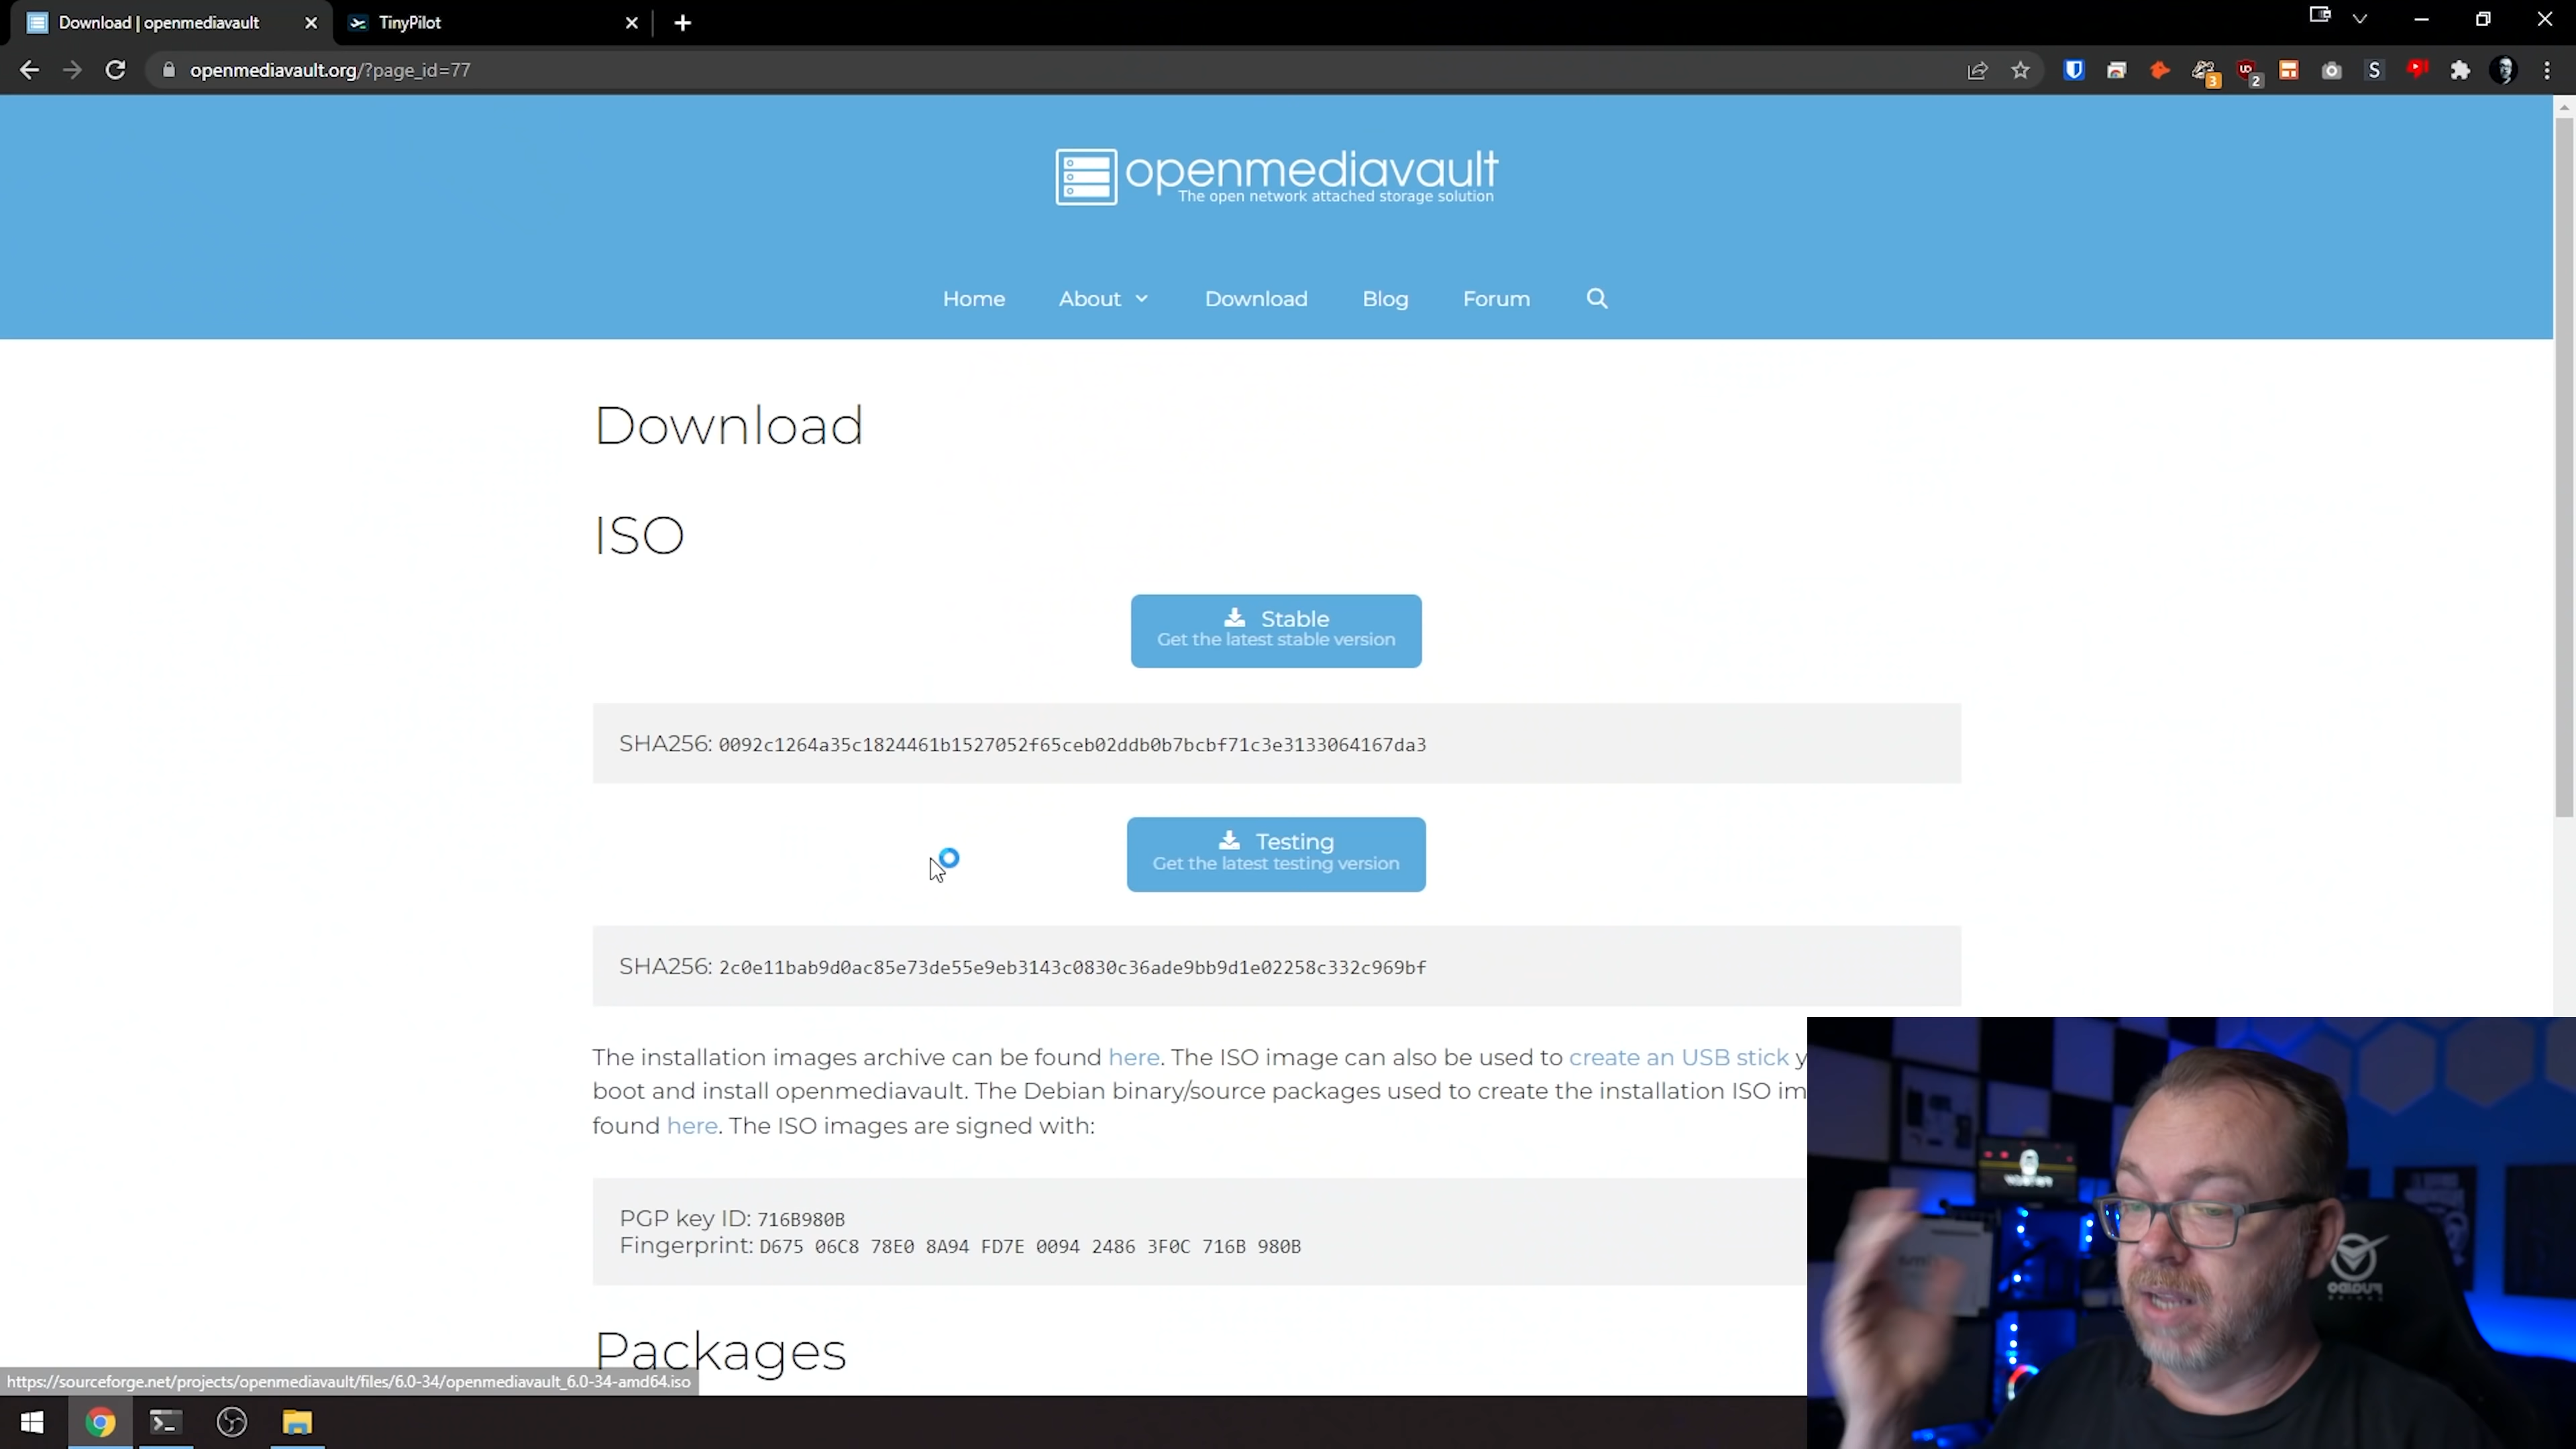 Download | openmediavault
TinyPilot
openmediavault.org/?page_id=77
3
2
S
openmediavault
The open network attached storage solution
Home
About
Download
Blog
Forum
Download
ISO
Stable
Get the latest stable version
SHA256: 0092c1264a35c1824461b1527052f65ceb02ddb0b7bcbf71c3e3133064167da3
Testing
Get the latest testing version
SHA256: 2c0e11bab9d0ac85e73de55e9eb3143c0830c36ade9bb9d1e02258c332c969bf
The installation images archive can be found here. The ISO image can also be used to create an USB stick y
boot and install openmediavault. The Debian binary/source packages used to create the installation ISO im
found here. The ISO images are signed with:
PGP key ID: 716B980B
Fingerprint: D675 06C8 78E0 8A94 FD7E 0094 2486 3F0C 716B 980B
Packages
https://sourceforge.net/projects/openmediavault/files/6.0-34/openmediavault_6.0-34-amd64.iso